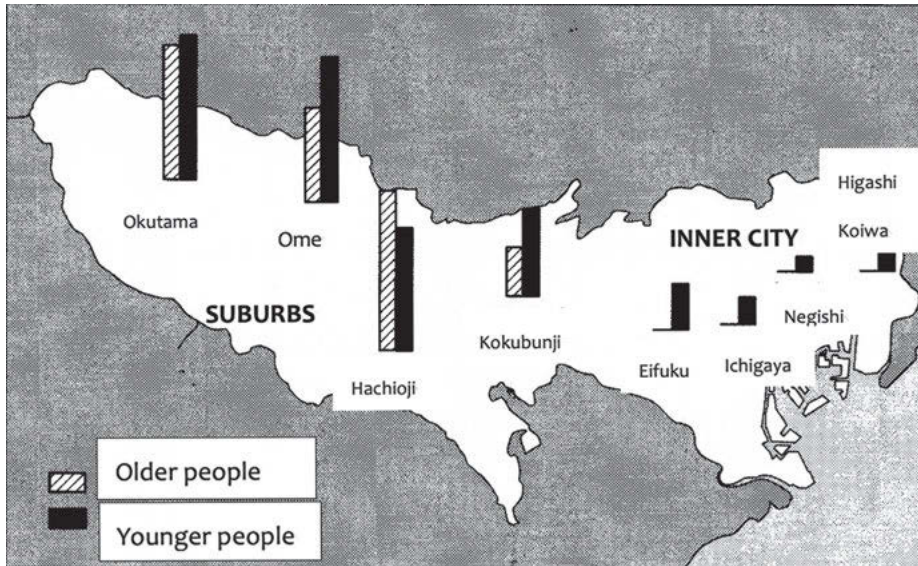 Higashi
Koiwa
INNER CITY
Okutama
Ome
SUBURBS
Negishi
Kokubunji
Eifuku
Ichigaya
Hachioji
Older people
Younger people